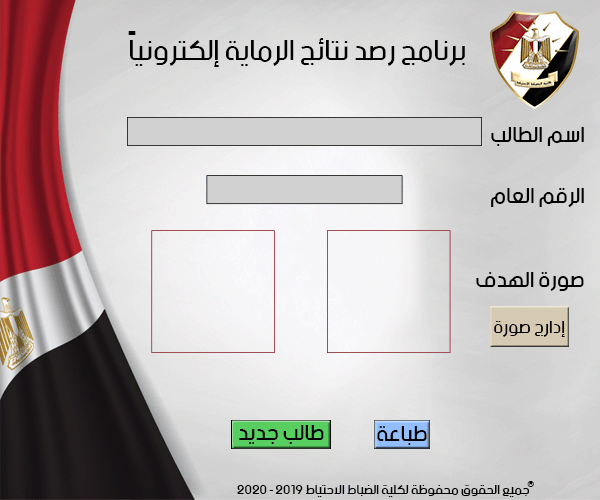 برنامج رصد نتائج الرماية إلكترونياً
اسم الطالب
الرقم العام
صورة الهدف
إدارج صورة
طباعة
طالب جديد
جميع الحقوق محفوظة لكلية الضباط الاحتياط 2019 - 2020®